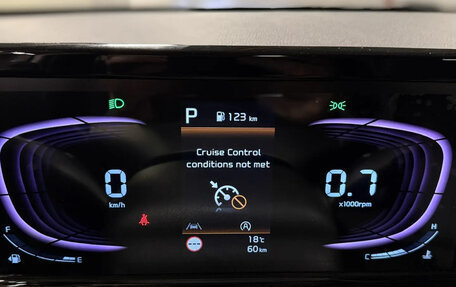 P 123 km
Cruise Control
conditions not met
0
km/h
0.7
x1000rpm
F
E
H
C
A
18°C
60 km